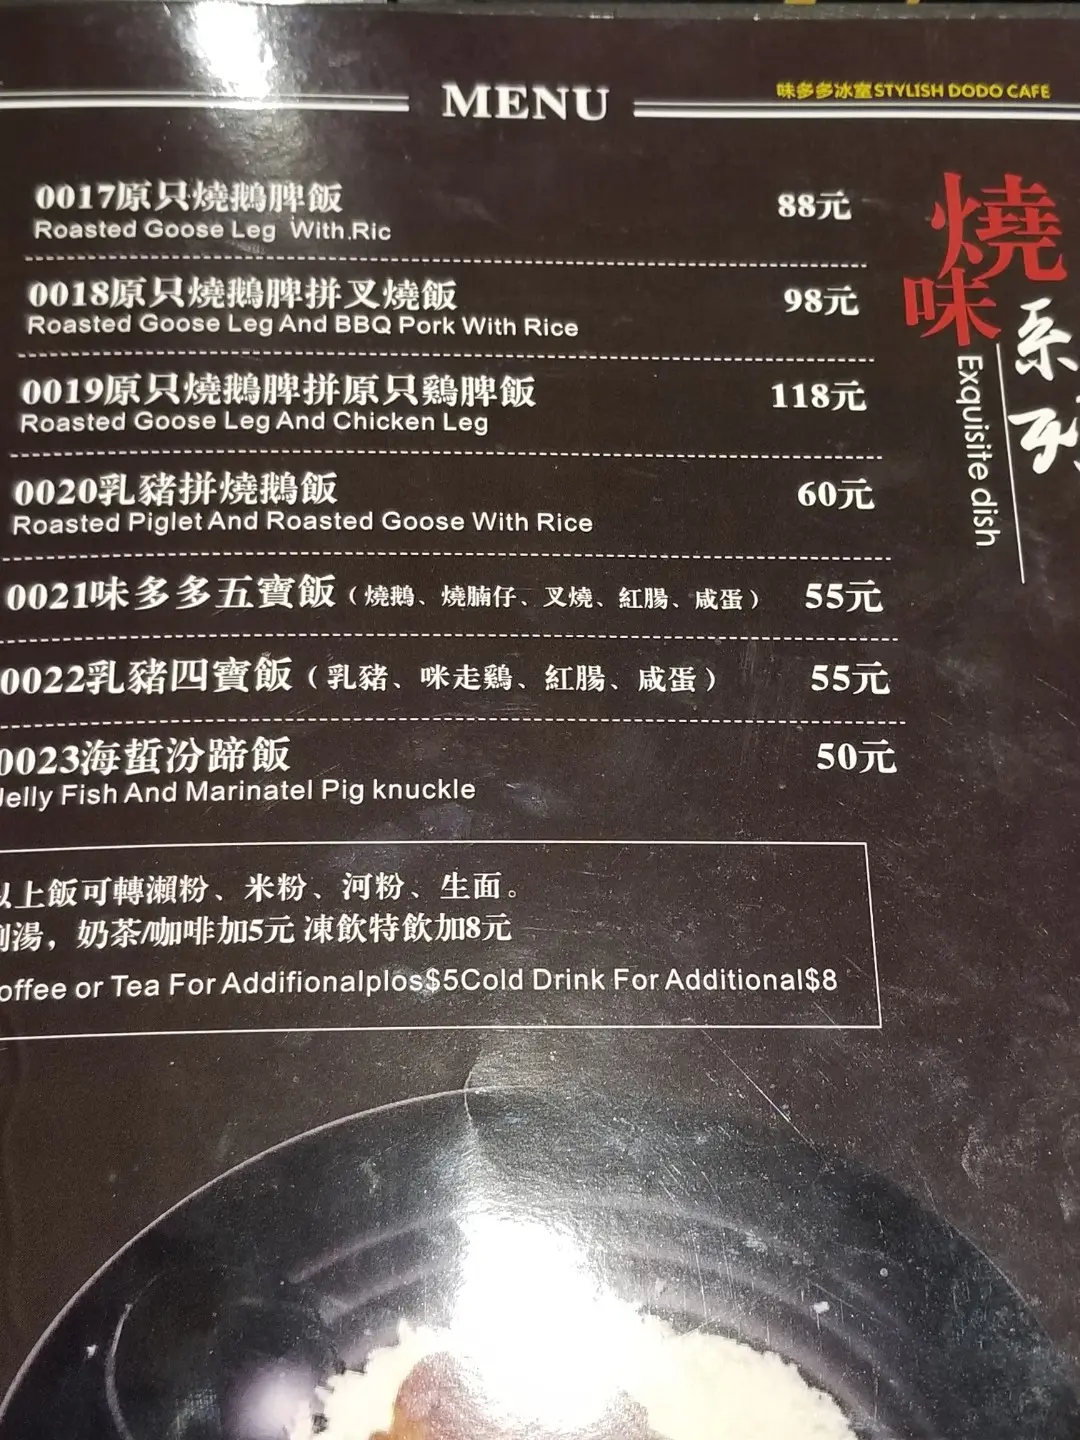 MENU
味多多冰室STYLISH DODO CAFE
0017原只燒鵝脾飯 88元
Roasted Goose Leg With.Ric
0018原只燒鵝脾拼叉燒飯 98元
Roasted Goose Leg And BBQ Pork With Rice
0019原只燒鵝脾拼原只鷄脾飯 118元
Roasted Goose Leg And Chicken Leg
0020乳豬拼燒鵝飯 60元
Roasted Piglet And Roasted Goose With Rice
0021味多多五寶飯（燒鵝、燒腩仔、叉燒、紅腸、咸蛋） 55元
0022乳豬四寶飯（乳豬、咪走鷄、紅腸、咸蛋） 55元
0023海蜇汾蹄飯 50元
Jelly Fish And Marinatel Pig knuckle
以上飯可轉瀨粉、米粉、河粉、生面。
湯，奶茶/咖啡加5元 凍飲特飲加8元
offee or Tea For Addifionalplos$5Cold Drink For Additional$8
燒味
系列
Exquisite dish